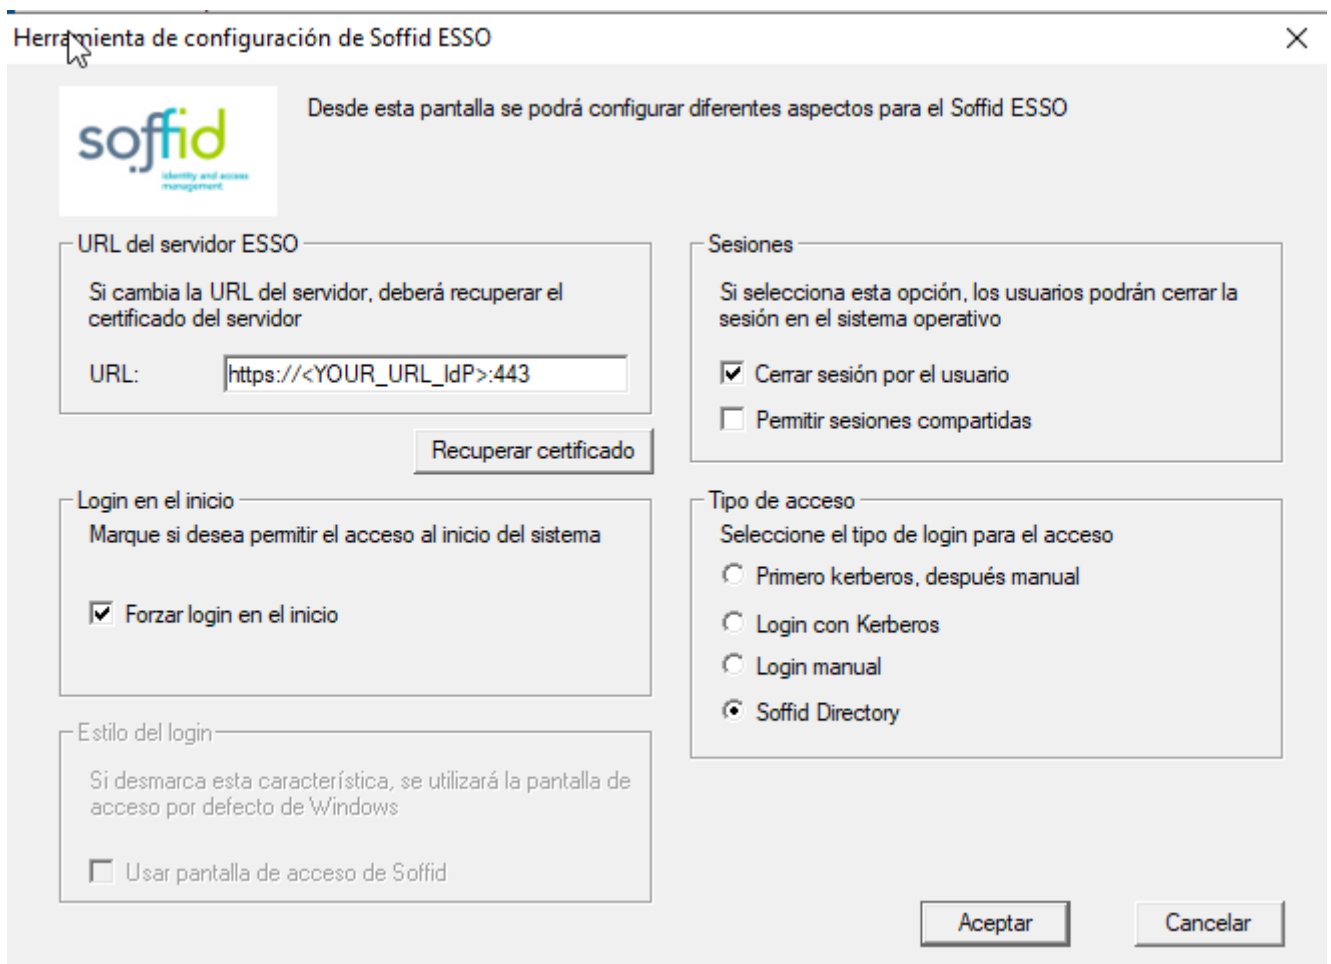 Herramienta de configuración de Soffid ESSO
soffid
identity and access
management
Desde esta pantalla se podrá configurar diferentes aspectos para el Soffid ESSO
URL del servidor ESSO
Si cambia la URL del servidor, deberá recuperar el
certificado del servidor
URL:
https://<YOUR_URL_IdP>:443
Recuperar certificado
Sesiones
Si selecciona esta opción, los usuarios podrán cerrar la
sesión en el sistema operativo
Cerrar sesión por el usuario
Permitir sesiones compartidas
Login en el inicio
Marque si desea permitir el acceso al inicio del sistema
Forzar login en el inicio
Tipo de acceso
Seleccione el tipo de login para el acceso
Primero kerberos, después manual
Login con Kerberos
Login manual
Soffid Directory
Estilo del login
Si desmarca esta característica, se utilizará la pantalla de
acceso por defecto de Windows
Usar pantalla de acceso de Soffid
Aceptar
Cancelar